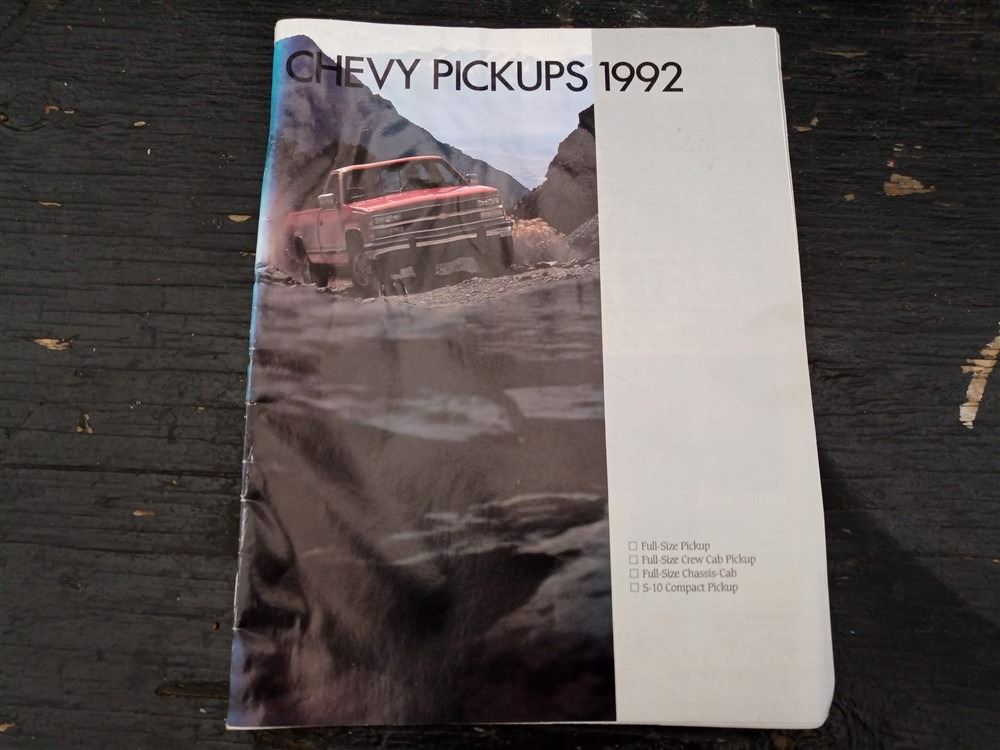 CHEVY PICKUPS 1992
☐ Full-Size Pickup
☐ Full-Size Crew Cab Pickup
☐ Full-Size Chassis-Cab
☐ S-10 Compact Pickup